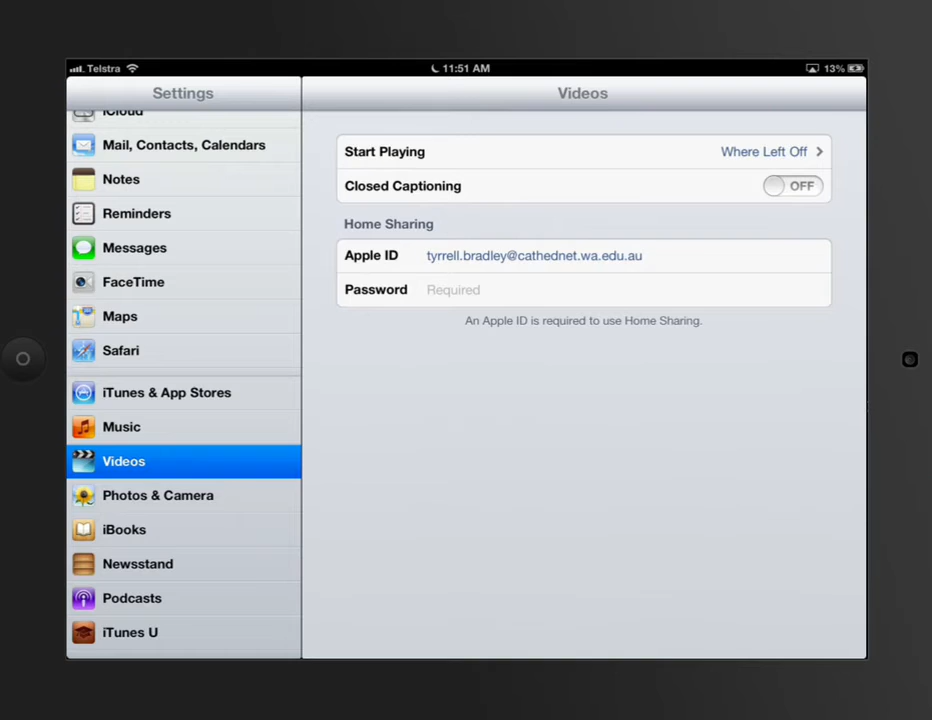 Telstra
11:51 AM
13%
Settings
Videos
iCloud
Mail, Contacts, Calendars
Notes
Reminders
Messages
FaceTime
Maps
Safari
iTunes & App Stores
Music
Videos
Photos & Camera
iBooks
Newsstand
Podcasts
iTunes U
Start Playing Where Left Off
Closed Captioning OFF
Home Sharing
Apple ID tyrrell.bradley@cathednet.wa.edu.au
Password Required
An Apple ID is required to use Home Sharing.